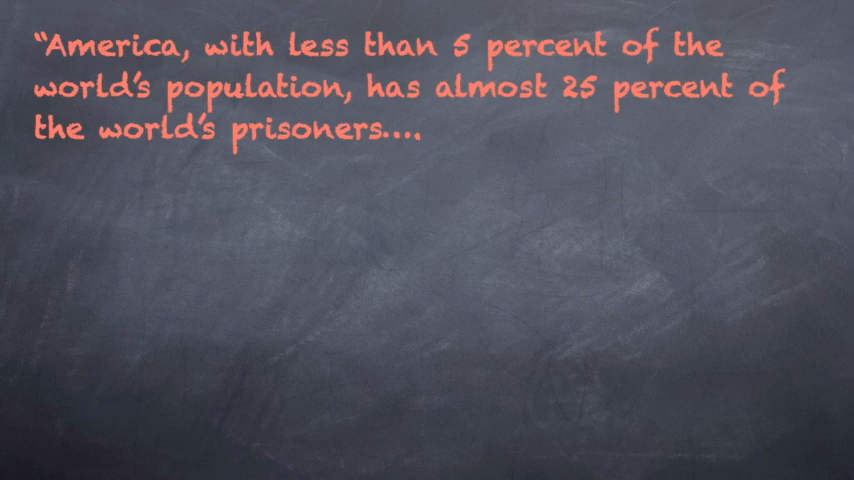 “America, with less than 5 percent of the
world’s population, has almost 25 percent of
the world’s prisoners....